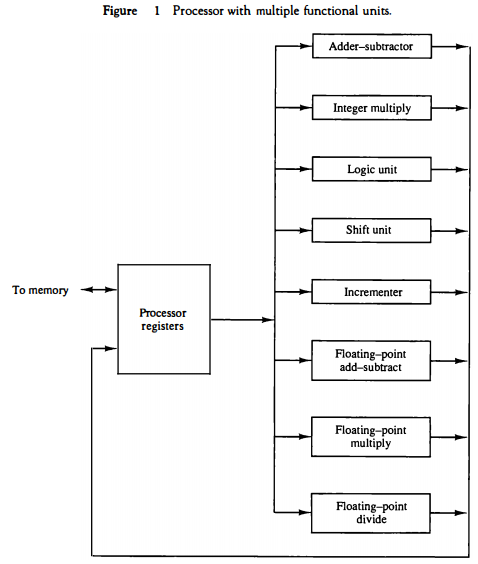 Figure 1 Processor with multiple functional units.
Adder–subtractor
Integer multiply
Logic unit
Shift unit
To memory
Incrementer
Processor
registers
Floating–point
add–subtract
Floating–point
multiply
Floating–point
divide